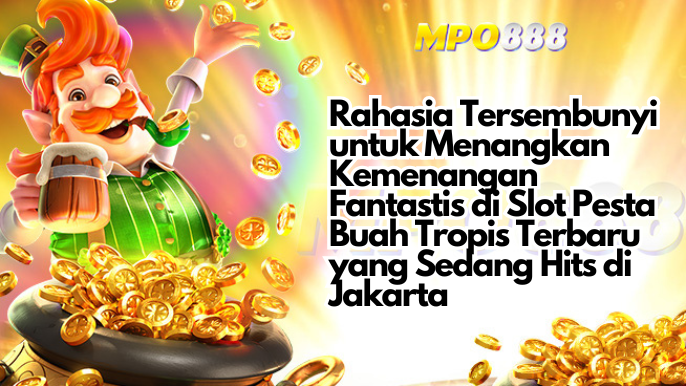 MPO888
Rahasia Tersembunyi
untuk Menangkan
Kemenangan
Fantastis di Slot Pesta
Buah Tropis Terbaru
yang Sedang Hits di
Jakarta